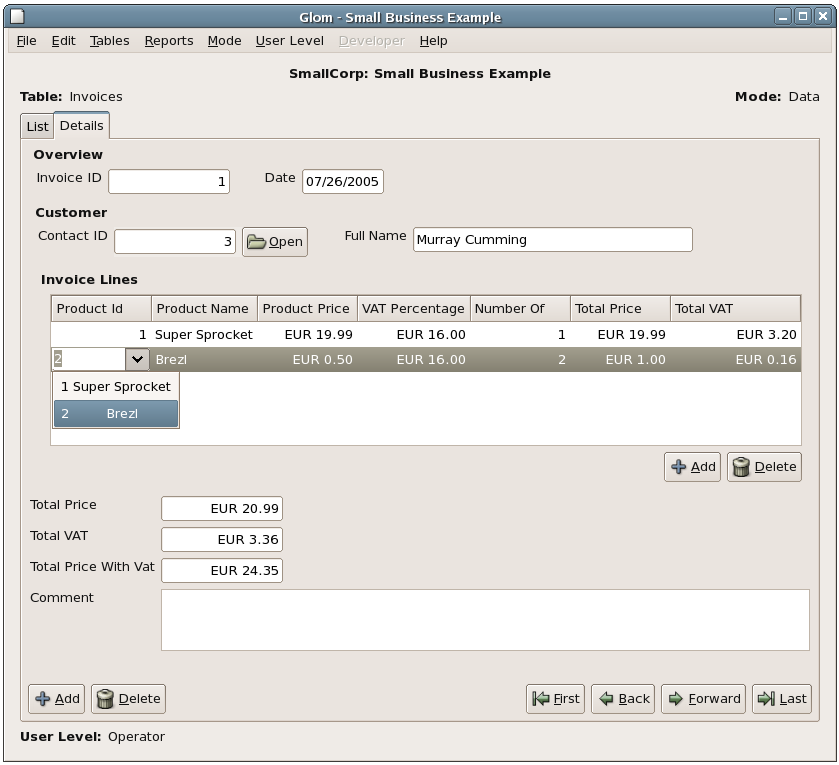 Glom - Small Business Example
File Edit Tables Reports Mode User Level Developer Help
SmallCorp: Small Business Example
Table: Invoices Mode: Data
List Details
Overview
Invoice ID 1 Date 07/26/2005
Customer
Contact ID 3 Open Full Name Murray Cumming
Invoice Lines
Product Id Product Name Product Price VAT Percentage Number Of Total Price Total VAT
1 Super Sprocket EUR 19.99 EUR 16.00 1 EUR 19.99 EUR 3.20
2 Brezl EUR 0.50 EUR 16.00 2 EUR 1.00 EUR 0.16
1 Super Sprocket
2 Brezl
Add Delete
Total Price EUR 20.99
Total VAT EUR 3.36
Total Price With Vat EUR 24.35
Comment
Add Delete First Back Forward Last
User Level: Operator